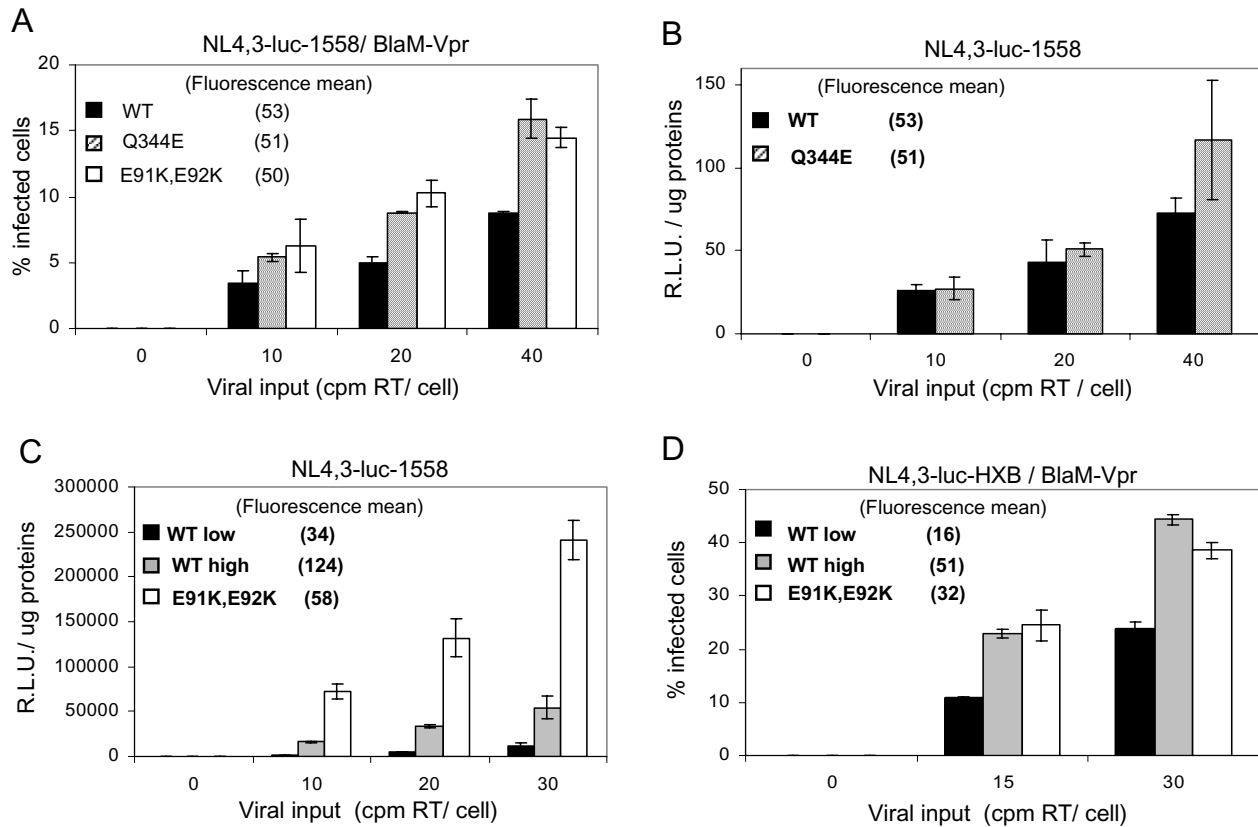 A
NL4,3-luc-1558/ BlaM-Vpr
(Fluorescence mean)
WT (53)
Q344E (51)
E91K,E92K (50)
% infected cells
20
15
10
5
0
0 10 20 40
Viral input (cpm RT/ cell)
B
NL4,3-luc-1558
(Fluorescence mean)
WT (53)
Q344E (51)
R.L.U. / ug proteins
150
100
50
0
0 10 20 40
Viral input (cpm RT / cell)
C
NL4,3-luc-1558
(Fluorescence mean)
WT low (34)
WT high (124)
E91K,E92K (58)
R.L.U./ ug proteins
300000
250000
200000
150000
100000
50000
0
0 10 20 30
Viral input (cpm RT/ cell)
D
NL4,3-luc-HXB / BlaM-Vpr
(Fluorescence mean)
WT low (16)
WT high (51)
E91K,E92K (32)
% infected cells
50
40
30
20
10
0
0 15 30
Viral input (cpm RT/ cell)